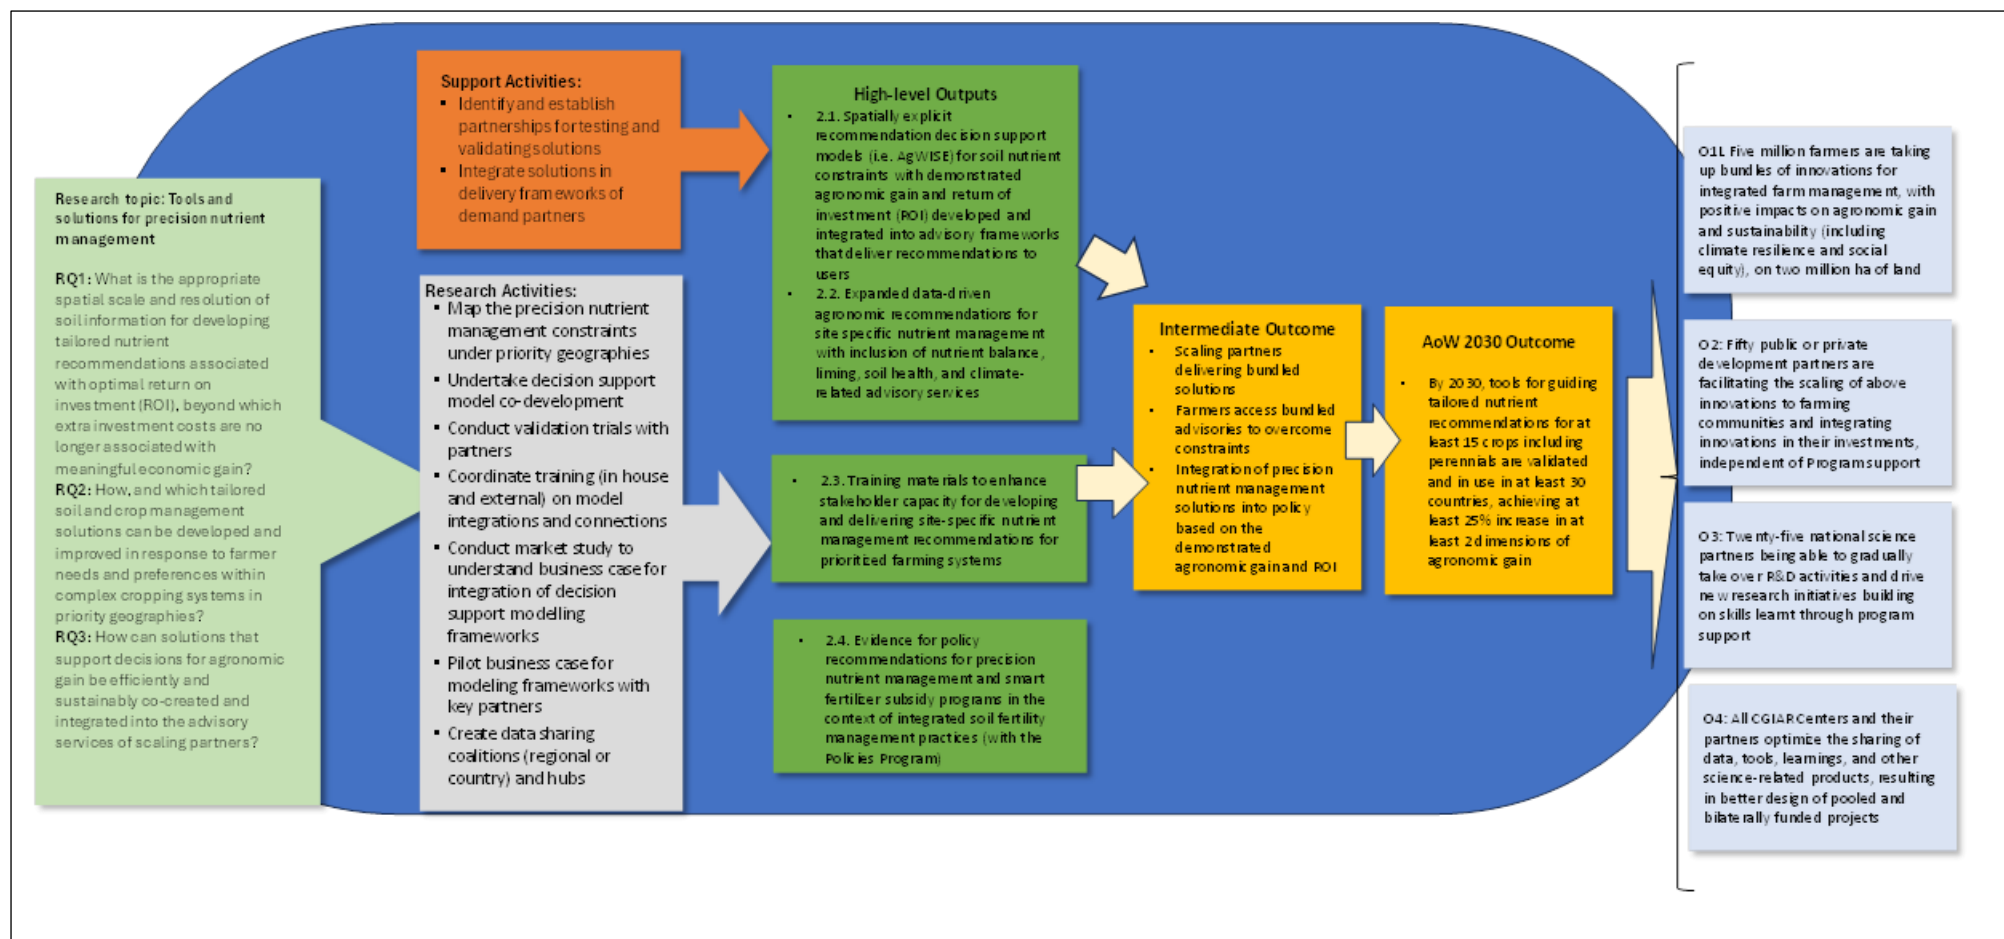 Research topic: Tools and
solutions for precision nutrient
management
RQ1: What is the appropriate
spatial scale and resolution of
soil information for developing
tailored nutrient
recommendations associated
with optimal return on
investment (ROI), beyond which
extra investment costs are no
longer associated with
meaningful economic gain?
RQ2: How, and which tailored
soil and crop management
solutions can be developed and
improved in response to farmer
needs and preferences within
complex cropping systems in
priority geographies?
RQ3: How can solutions that
support decisions for agronomic
gain be efficiently and
sustainably co-created and
integrated into the advisory
services of scaling partners?
Support Activities:
▪ Identify and establish
partnerships for testing and
validating solutions
▪ Integrate solutions in
delivery frameworks of
demand partners
Research Activities:
▪ Map the precision nutrient
management constraints
under priority geographies
▪ Undertake decision support
model co-development
▪ Conduct validation trials with
partners
▪ Coordinate training (in house
and external) on model
integrations and connections
▪ Conduct market study to
understand business case for
integration of decision
support modelling
frameworks
▪ Pilot business case for
modeling frameworks with
key partners
▪ Create data sharing
coalitions (regional or
country) and hubs
High-level Outputs
• 2.1. Spatially explicit
recommendation decision support
models (i.e. AgWISE) for soil nutrient
constraints with demonstrated
agronomic gain and return of
investment (ROI) developed and
integrated into advisory frameworks
that deliver recommendations to
users
• 2.2. Expanded data-driven
agronomic recommendations for
site specific nutrient management
with inclusion of nutrient balance,
liming, soil health, and climate-
related advisory services
• 2.3. Training materials to enhance
stakeholder capacity for developing
and delivering site-specific nutrient
management recommendations for
prioritized farming systems
• 2.4. Evidence for policy
recommendations for precision
nutrient management and smart
fertilizer subsidy programs in the
context of integrated soil fertility
management practices (with the
Policies Program)
Intermediate Outcome
• Scaling partners
delivering bundled
solutions
• Farmers access bundled
advisories to overcome
constraints
• Integration of precision
nutrient management
solutions into policy
based on the
demonstrated
agronomic gain and ROI
AoW 2030 Outcome
• By 2030, tools for guiding
tailored nutrient
recommendations for at
least 15 crops including
perennials are validated
and in use in at least 30
countries, achieving at
least 25% increase in at
least 2 dimensions of
agronomic gain
O1L Five million farmers are taking
up bundles of innovations for
integrated farm management, with
positive impacts on agronomic gain
and sustainability (including
climate resilience and social
equity), on two million ha of land
O2: Fifty public or private
development partners are
facilitating the scaling of above
innovations to farming
communities and integrating
innovations in their investments,
independent of Program support
O3: Twenty-five national science
partners being able to gradually
take over R&D activities and drive
new research initiatives building
on skills learnt through program
support
O4: All CGIAR Centers and their
partners optimize the sharing of
data, tools, learnings, and other
science-related products, resulting
in better design of pooled and
bilaterally funded projects